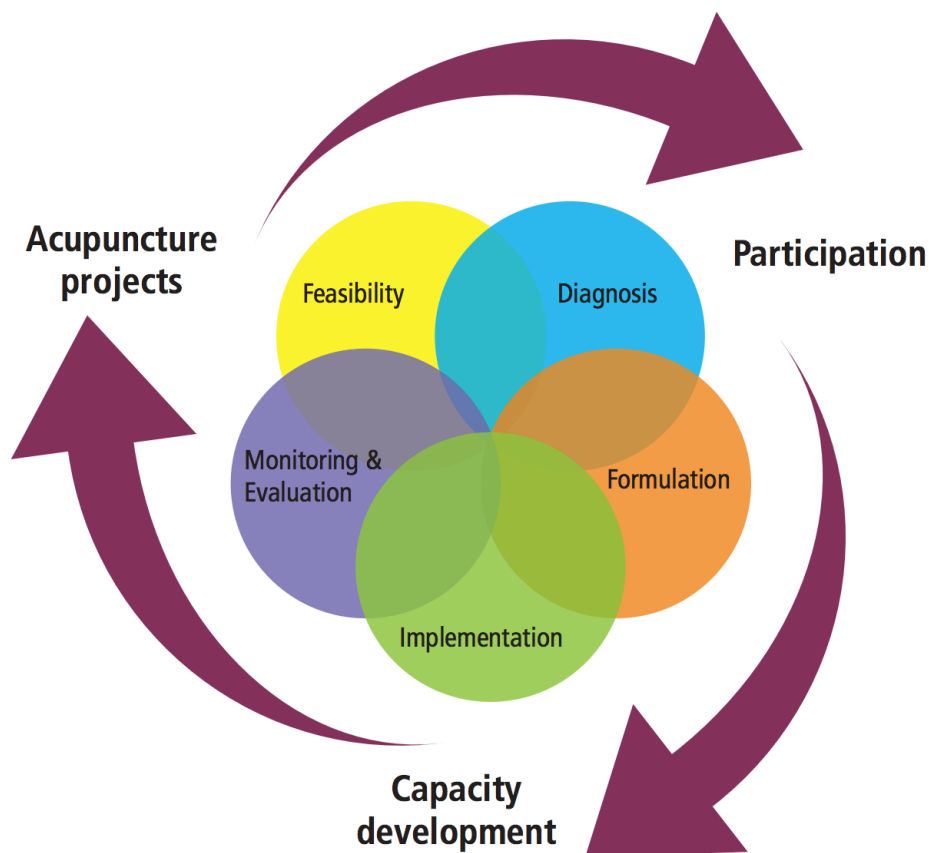 Acupuncture
projects
Participation
Feasibility
Diagnosis
Monitoring &
Evaluation
Formulation
Implementation
Capacity
development